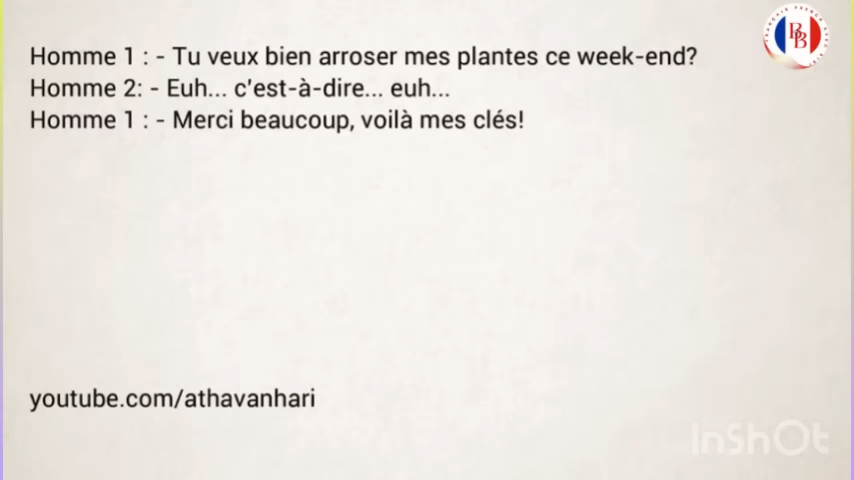 Homme 1 : - Tu veux bien arroser mes plantes ce week-end?
Homme 2: - Euh... c'est-à-dire... euh...
Homme 1 : - Merci beaucoup, voilà mes clés!
youtube.com/athavanhari
InShOt